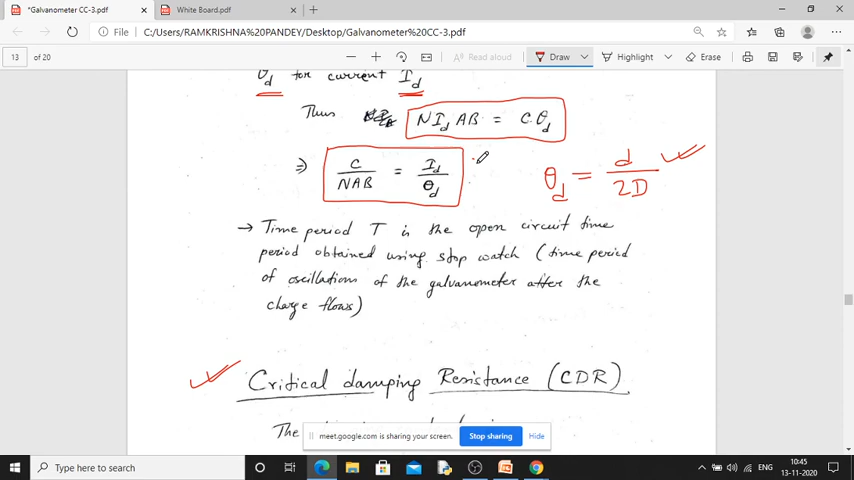 *Galvanometer CC-3.pdf
White Board.pdf
C:/Users/RAMKRISHNA%20PANDEY/Desktop/Galvanometer%20CC-3.pdf
13 of 20
Read aloud
Draw
Highlight
Erase
θd for current Id
Thus NId AB = C θd
⇒ C/NAB = Id/θd
θd = d/2D
→ Time period T is the open circuit time
period obtained using stop watch (time period
of oscillations of the galvanometer after the
charge flows)
Critical damping Resistance (CDR)
The
meet.google.com is sharing your screen.
Stop sharing
Hide
Type here to search
ENG
10:45
13-11-2020